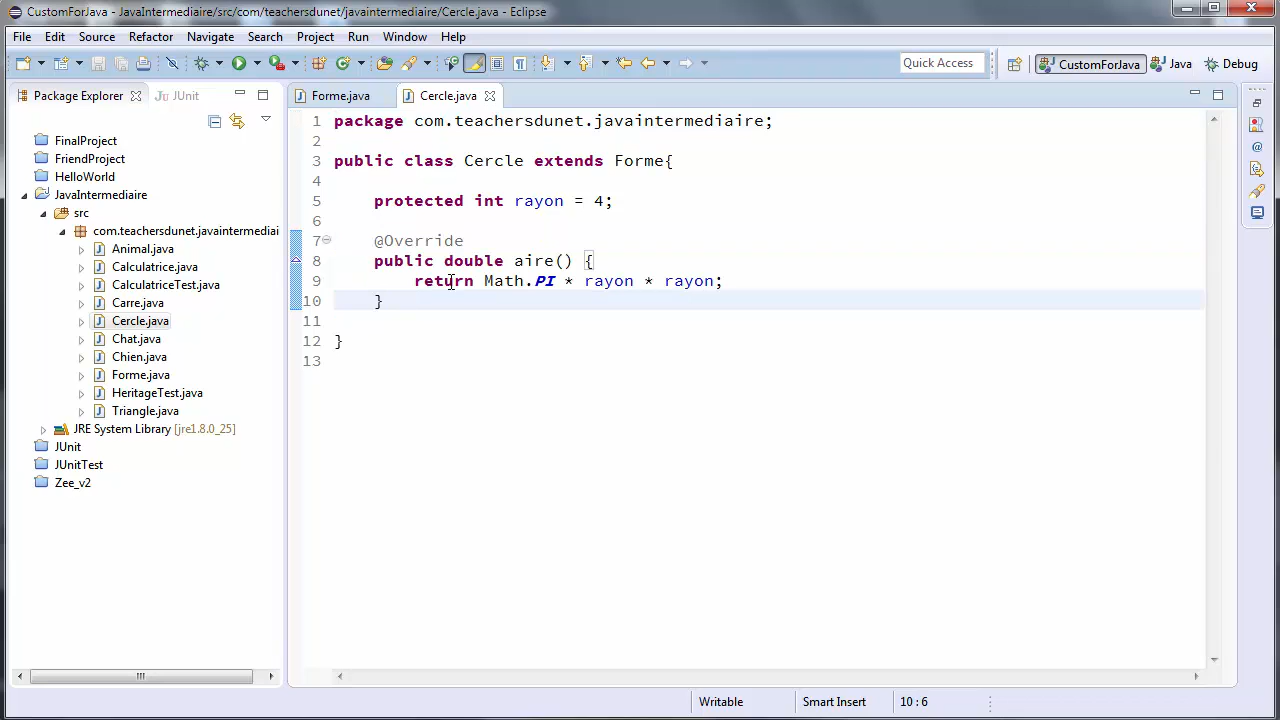 CustomForJava - JavaIntermediaire/src/com/teachersdunet/javaintermediaire/Cercle.java - Eclipse
File Edit Source Refactor Navigate Search Project Run Window Help
Quick Access
CustomForJava Java Debug
Package Explorer JUnit
Forme.java Cercle.java
FinalProject
FriendProject
HelloWorld
JavaIntermediaire
src
com.teachersdunet.javaintermediai
Animal.java
Calculatrice.java
CalculatriceTest.java
Carre.java
Cercle.java
Chat.java
Chien.java
Forme.java
HeritageTest.java
Triangle.java
JRE System Library [jre1.8.0_25]
JUnit
JUnitTest
Zee_v2
1 package com.teachersdunet.javaintermediaire;
2
3 public class Cercle extends Forme{
4
5 protected int rayon = 4;
6
7 @Override
8 public double aire() {
9 return Math.PI * rayon * rayon;
10 }
11
12 }
13
Writable Smart Insert 10 : 6